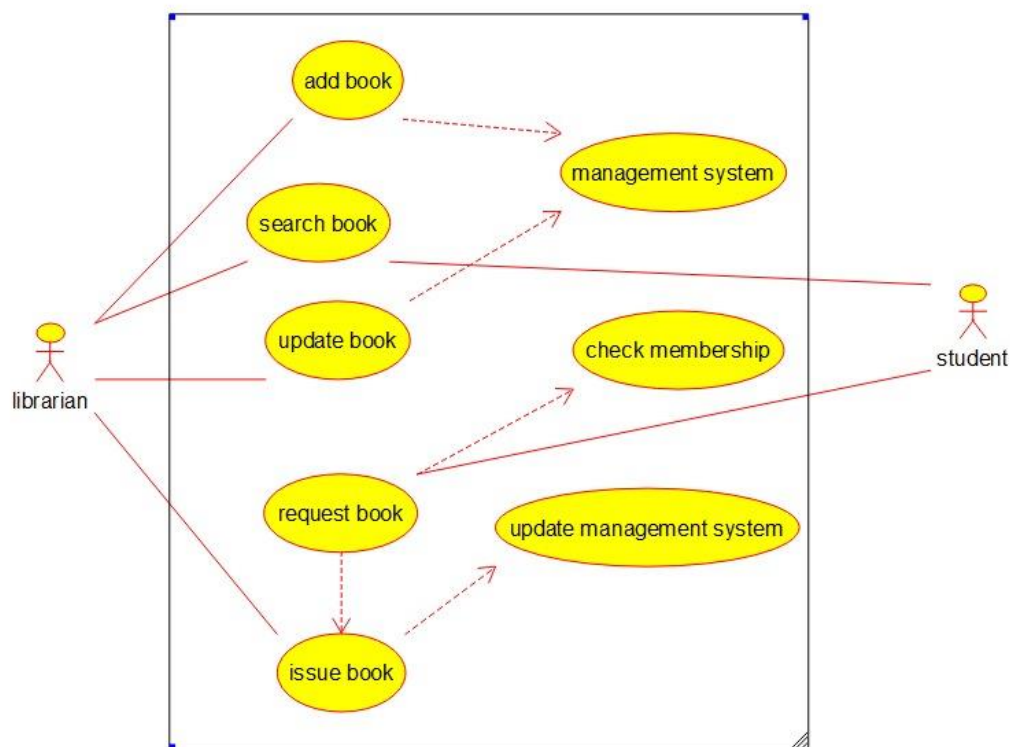 add book
management system
search book
update book
check membership
librarian
student
request book
update management system
issue book